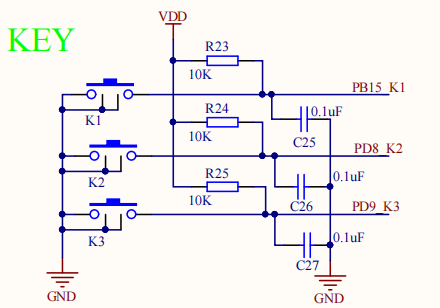 KEY
VDD
R23
10K
PB15_K1
K1
0.1uF
C25
R24
10K
PD8_K2
K2
0.1uF
C26
R25
10K
PD9_K3
K3
0.1uF
C27
GND
GND